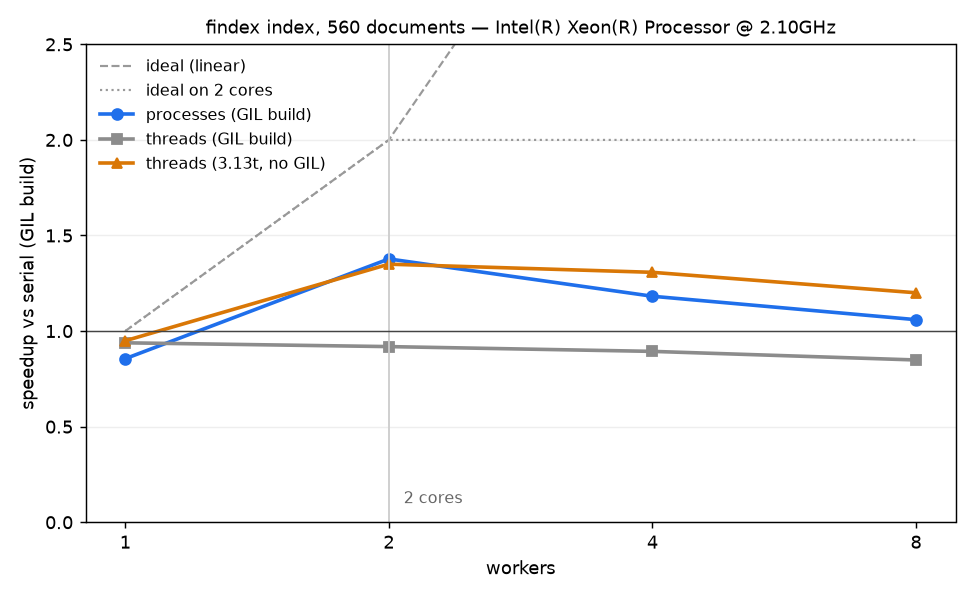 findex index, 560 documents — Intel(R) Xeon(R) Processor @ 2.10GHz
speedup vs serial (GIL build)
2.5
2.0
1.5
1.0
0.5
0.0
ideal (linear)
ideal on 2 cores
processes (GIL build)
threads (GIL build)
threads (3.13t, no GIL)
2 cores
1
2
4
8
workers